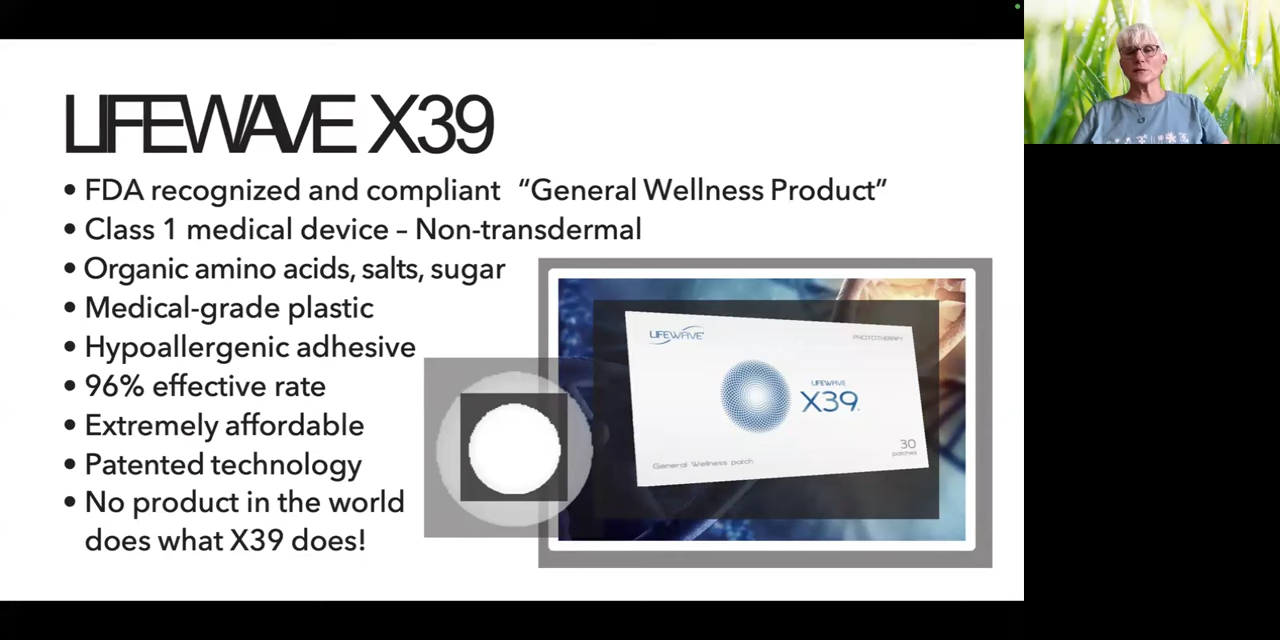 LIFEWAVE X39
• FDA recognized and compliant “General Wellness Product”
• Class 1 medical device – Non-transdermal
• Organic amino acids, salts, sugar
• Medical-grade plastic
• Hypoallergenic adhesive
• 96% effective rate
• Extremely affordable
• Patented technology
• No product in the world
does what X39 does!
LIFEWAVE
PHOTOTHERAPY
LIFEWAVE
X39
30
patches
General Wellness patch